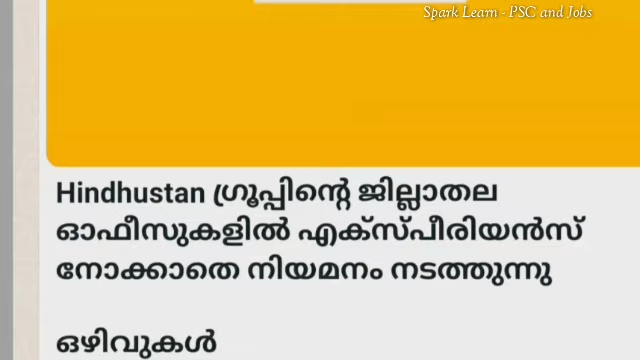 Spark Learn - PSC and Jobs
Hindhustan ഗ്രൂപ്പിന്റെ ജില്ലാതല
ഓഫീസുകളിൽ എക്സ്പീരിയൻസ്
നോക്കാതെ നിയമനം നടത്തുന്നു
ഒഴിവുകൾ